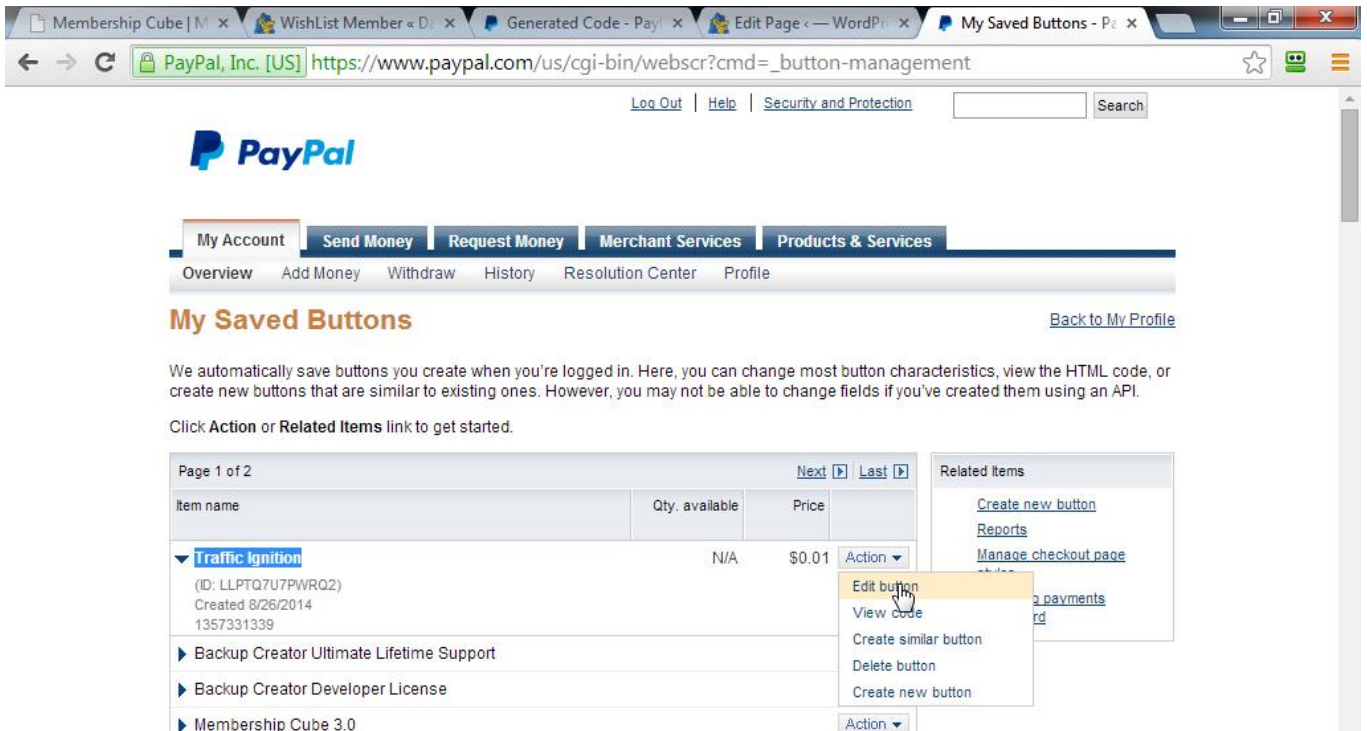 Membership Cube | M
WishList Member « Da
Generated Code - Pay
Edit Page ‹ — WordPr
My Saved Buttons - Pa
PayPal, Inc. [US] https://www.paypal.com/us/cgi-bin/webscr?cmd=_button-management
Log Out | Help | Security and Protection Search
PayPal
My Account Send Money Request Money Merchant Services Products & Services
Overview Add Money Withdraw History Resolution Center Profile
My Saved Buttons Back to My Profile
We automatically save buttons you create when you're logged in. Here, you can change most button characteristics, view the HTML code, or
create new buttons that are similar to existing ones. However, you may not be able to change fields if you've created them using an API.
Click Action or Related Items link to get started.
Page 1 of 2 Next Last
Item name Qty. available Price
Traffic Ignition N/A $0.01 Action
(ID: LLPTQ7U7PWRQ2)
Created 8/26/2014
1357331339
Backup Creator Ultimate Lifetime Support
Backup Creator Developer License
Membership Cube 3.0 Action
Edit button
View code
Create similar button
Delete button
Create new button
Related Items
Create new button
Reports
Manage checkout page
payments